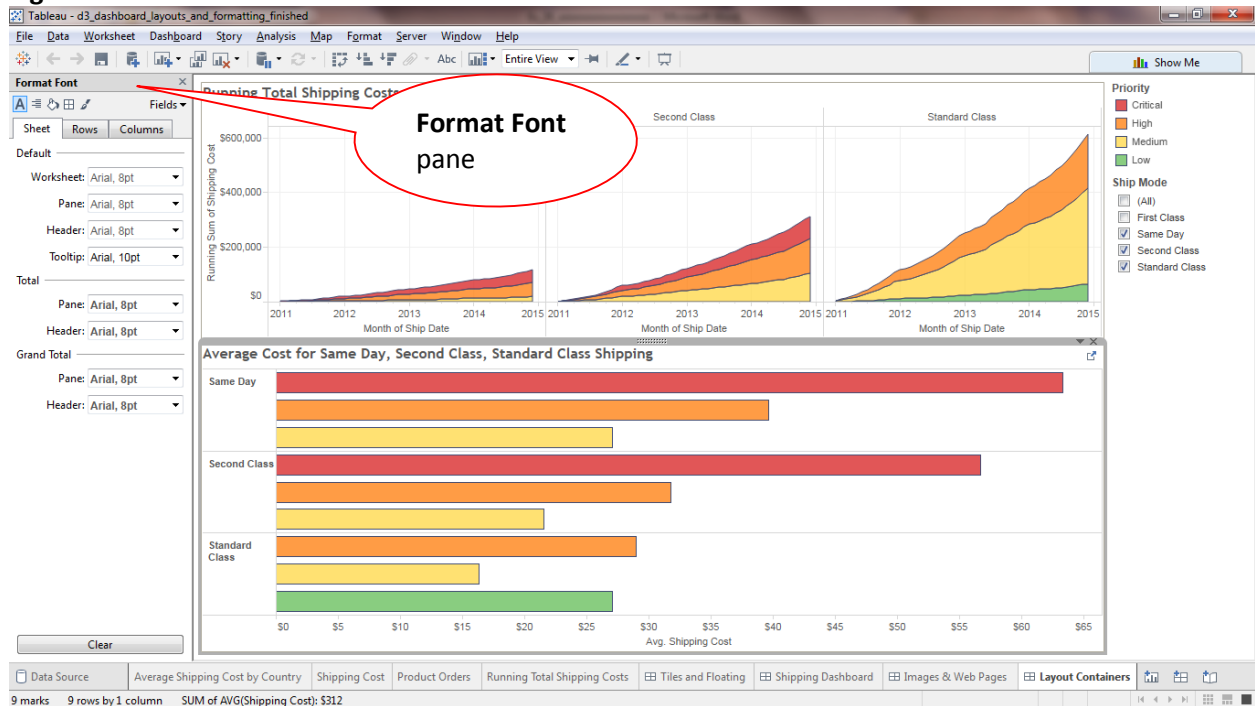 Tableau - d3_dashboard_layouts_and_formatting_finished
File Data Worksheet Dashboard Story Analysis Map Format Server Window Help
Abc Entire View Show Me
Format Font
Fields
Sheet Rows Columns
Default
Worksheet: Arial, 8pt
Pane: Arial, 8pt
Header: Arial, 8pt
Tooltip: Arial, 10pt
Total
Pane: Arial, 8pt
Header: Arial, 8pt
Grand Total
Pane: Arial, 8pt
Header: Arial, 8pt
Clear
Running Total Shipping Costs
Format Font
pane
Second Class Standard Class
Running Sum of Shipping Cost
$600,000
$400,000
$200,000
$0
2011 2012 2013 2014 2015 2011 2012 2013 2014 2015 2011 2012 2013 2014 2015
Month of Ship Date Month of Ship Date Month of Ship Date
Priority
Critical
High
Medium
Low
Ship Mode
(All)
First Class
Same Day
Second Class
Standard Class
Average Cost for Same Day, Second Class, Standard Class Shipping
Same Day
Second Class
Standard
Class
$0 $5 $10 $15 $20 $25 $30 $35 $40 $45 $50 $55 $60 $65
Avg. Shipping Cost
Data Source Average Shipping Cost by Country Shipping Cost Product Orders Running Total Shipping Costs Tiles and Floating Shipping Dashboard Images & Web Pages Layout Containers
9 marks 9 rows by 1 column SUM of AVG(Shipping Cost): $312